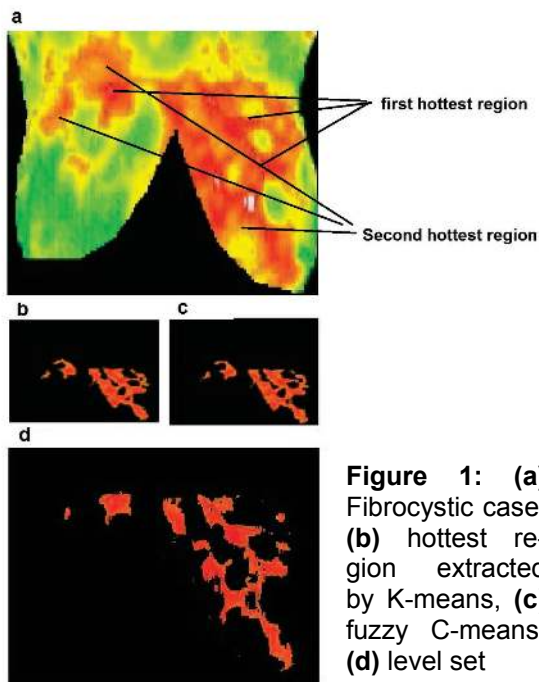 a
first hottest region
Second hottest region
b
c
d
Figure 1: (a)
Fibrocystic case
(b) hottest re-
gion extracted
by K-means, (c
fuzzy C-means
(d) level set